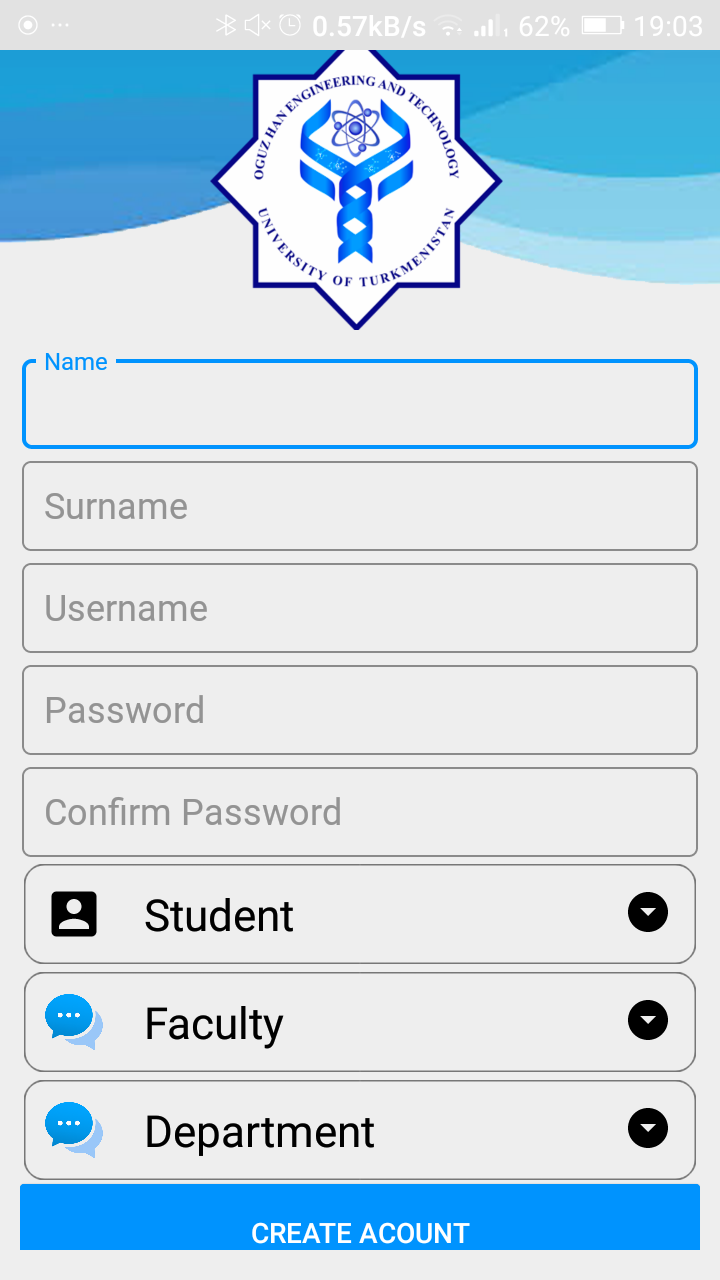 0.57kB/s 62% 19:03
OGUZ HAN ENGINEERING AND TECHNOLOGY
UNIVERSITY OF TURKMENISTAN
Name
Surname
Username
Password
Confirm Password
Student
Faculty
Department
CREATE ACOUNT